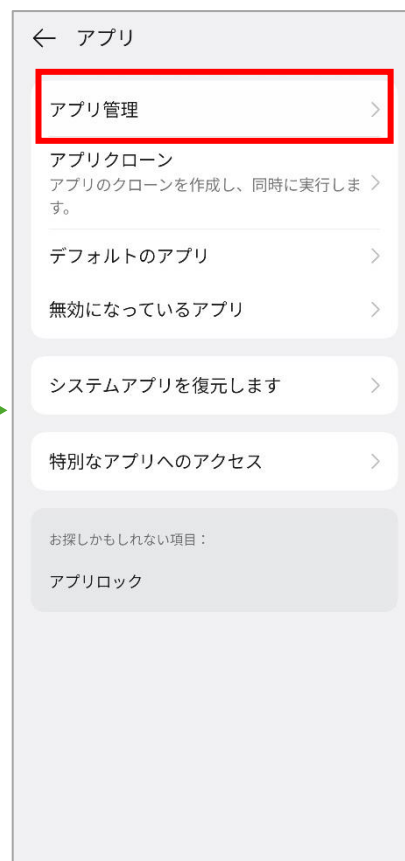 アプリ
アプリ管理
アプリクローン
アプリのクローンを作成し、同時に実行しま
す。
デフォルトのアプリ
無効になっているアプリ
システムアプリを復元します
特別なアプリへのアクセス
お探しかもしれない項目：
アプリロック